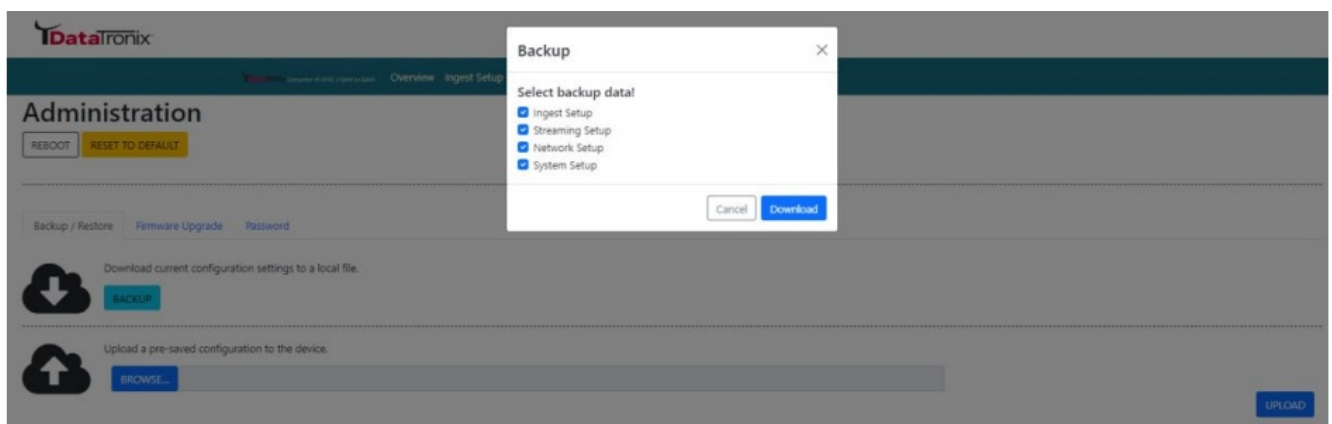 DataTronix
Backup
Overview Ingest Setup
Select backup data!
Ingest Setup
Streaming Setup
Network Setup
System Setup
Cancel Download
Administration
REBOOT RESET TO DEFAULT
Backup / Restore Firmware Upgrade Password
Download current configuration settings to a local file.
BACKUP
Upload a pre-saved configuration to the device.
BROWSE...
UPLOAD